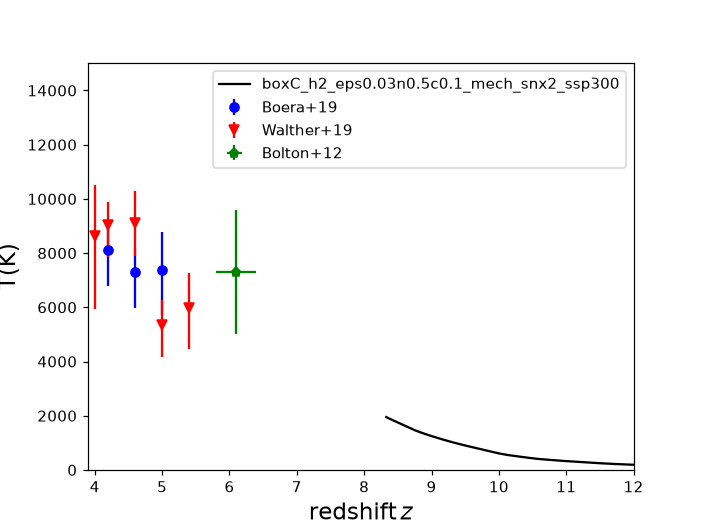 boxC_h2_eps0.03n0.5c0.1_mech_snx2_ssp300
Boera+19
Walther+19
Bolton+12
14000
12000
10000
8000
6000
4000
2000
0
T(K)
4 5 6 7 8 9 10 11 12
redshift z